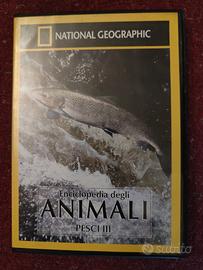 NATIONAL GEOGRAPHIC
Enciclopedia degli
ANIMALI
PESCI III
subito